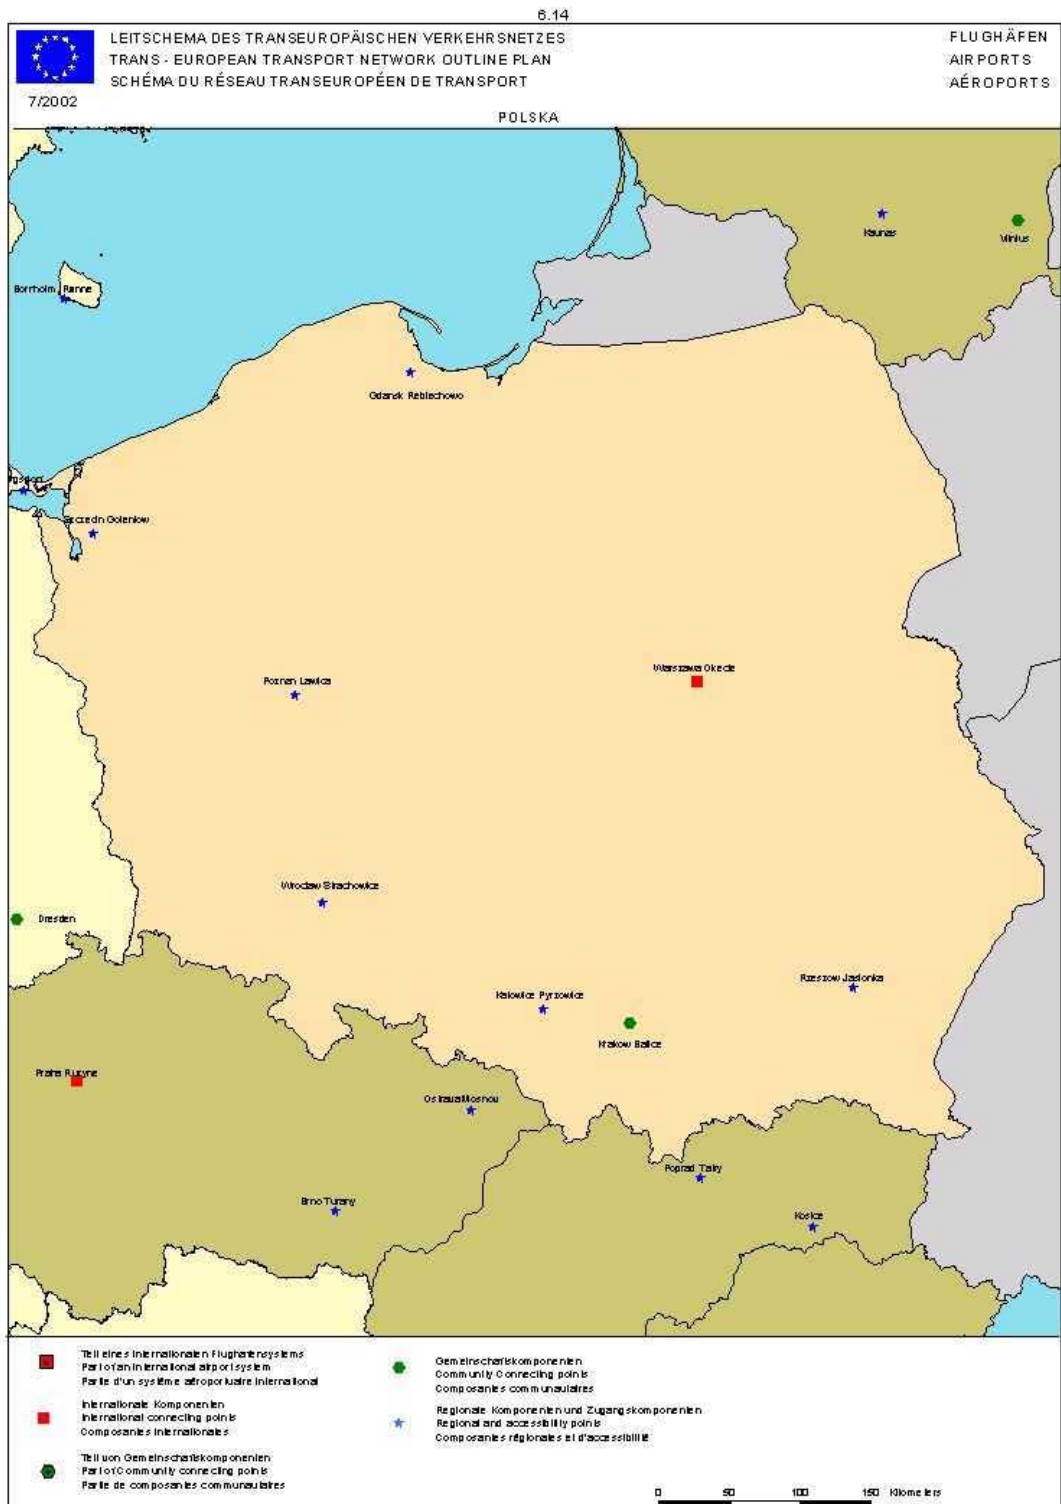 6.14
LEITSCHEMA DES TRANSEUROPÄISCHEN VERKEHRSNETZES
TRANS - EUROPEAN TRANSPORT NETWORK OUTLINE PLAN
SCHÉMA DU RÉSEAU TRANSEUROPÉEN DE TRANSPORT
FLUGHÄFEN
AIRPORTS
AÉROPORTS
7/2002
POLSKA
Kaunas
Vilnius
Bornholm Rønne
Gdansk Rebiechowo
Szczecin Goleniow
Poznan Lawica
Warszawa Okecie
Wroclaw Strachowice
Dresden
Katowice Pyrzowice
Rzeszow Jasionka
Krakow Balice
Praha Ruzyne
Ostrava Mosnov
Poprad Tatry
Brno Turany
Kosice
Teil eines Internationalen Flughafensystems
Part of an International airport system
Partie d'un système aéroportuaire international
Internationale Komponenten
International connecting points
Composantes Internationales
Teil von Gemeinschaftskomponenten
Part of Community connecting points
Partie de composantes communautaires
Gemeinschaftskomponenten
Community Connecting points
Composantes communautaires
Regionale Komponenten und Zugangskomponenten
Regional and accessibility points
Composantes régionales et d'accessibilité
0 50 100 150 Kilometers